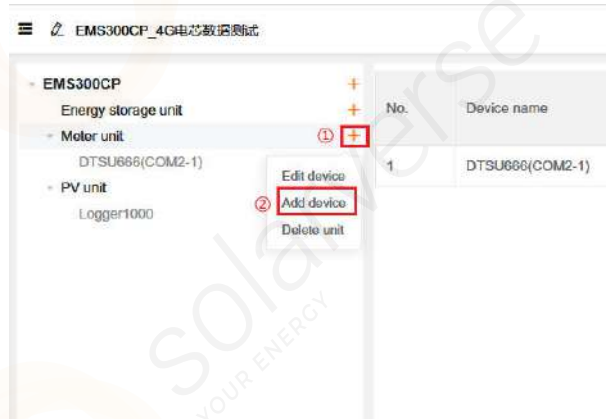 EMS300CP_4G电芯数据测试
EMS300CP
Energy storage unit
Meter unit
①
DTSU666(COM2-1)
PV unit
Logger1000
Edit device
② Add device
Delete unit
No. Device name
1 DTSU666(COM2-1)
solarverse
YOUR ENERGY